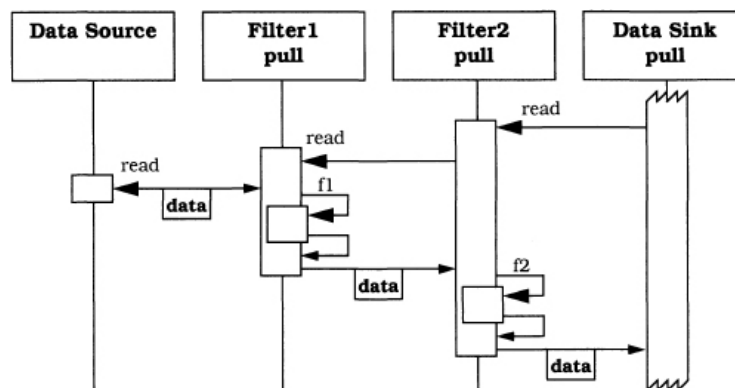 Data Source
Filter1
pull
Filter2
pull
Data Sink
pull
read
read
read
f1
data
data
f2
data